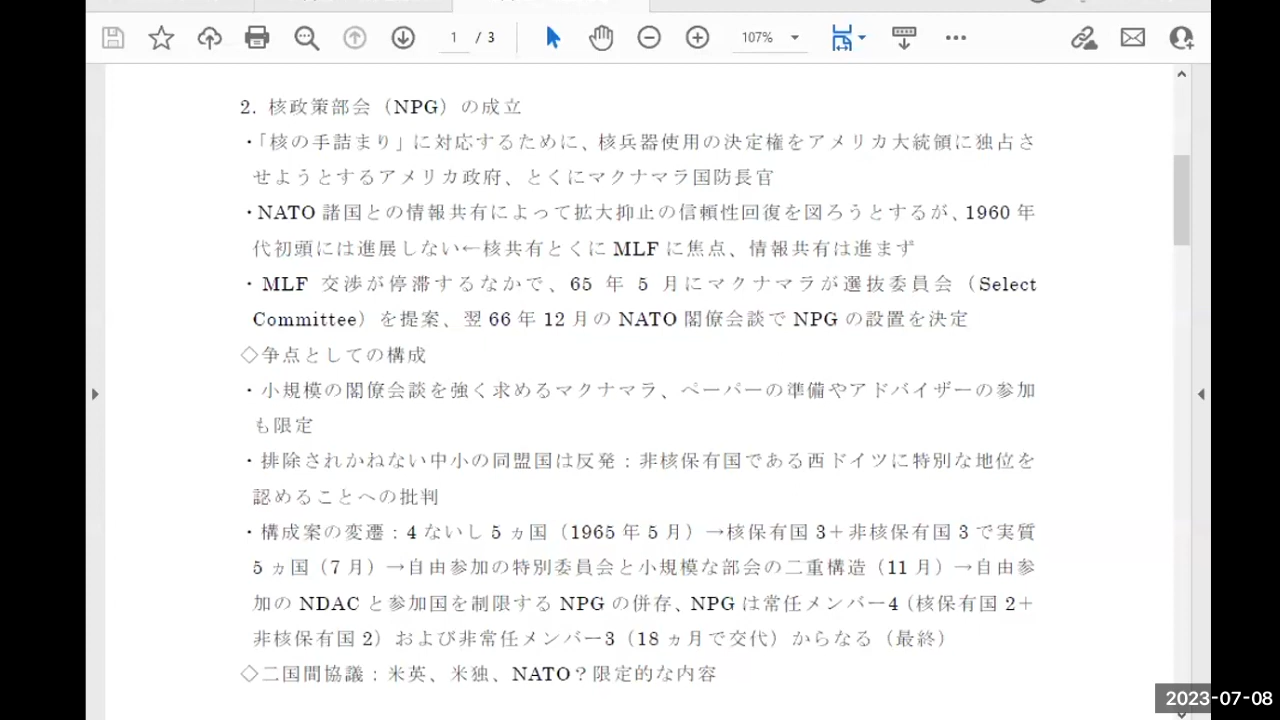 1 / 3
107%
2. 核政策部会（NPG）の成立
・「核の手詰まり」に対応するために、核兵器使用の決定権をアメリカ大統領に独占さ
せようとするアメリカ政府、とくにマクナマラ国防長官
・NATO 諸国との情報共有によって拡大抑止の信頼性回復を図ろうとするが、1960 年
代初頭には進展しない←核共有とくに MLF に焦点、情報共有は進まず
・MLF 交渉が停滞するなかで、65 年 5 月にマクナマラが選抜委員会（Select
Committee）を提案、翌 66 年 12 月の NATO 閣僚会談で NPG の設置を決定
◇争点としての構成
・小規模の閣僚会談を強く求めるマクナマラ、ペーパーの準備やアドバイザーの参加
も限定
・排除されかねない中小の同盟国は反発：非核保有国である西ドイツに特別な地位を
認めることへの批判
・構成案の変遷：4 ないし 5 ヵ国（1965 年 5 月）→核保有国 3＋非核保有国 3 で実質
5 ヵ国（7 月）→自由参加の特別委員会と小規模な部会の二重構造（11 月）→自由参
加の NDAC と参加国を制限する NPG の併存、NPG は常任メンバー4（核保有国 2＋
非核保有国 2）および非常任メンバー3（18 ヵ月で交代）からなる（最終）
◇二国間協議：米英、米独、NATO？限定的な内容
2023-07-08